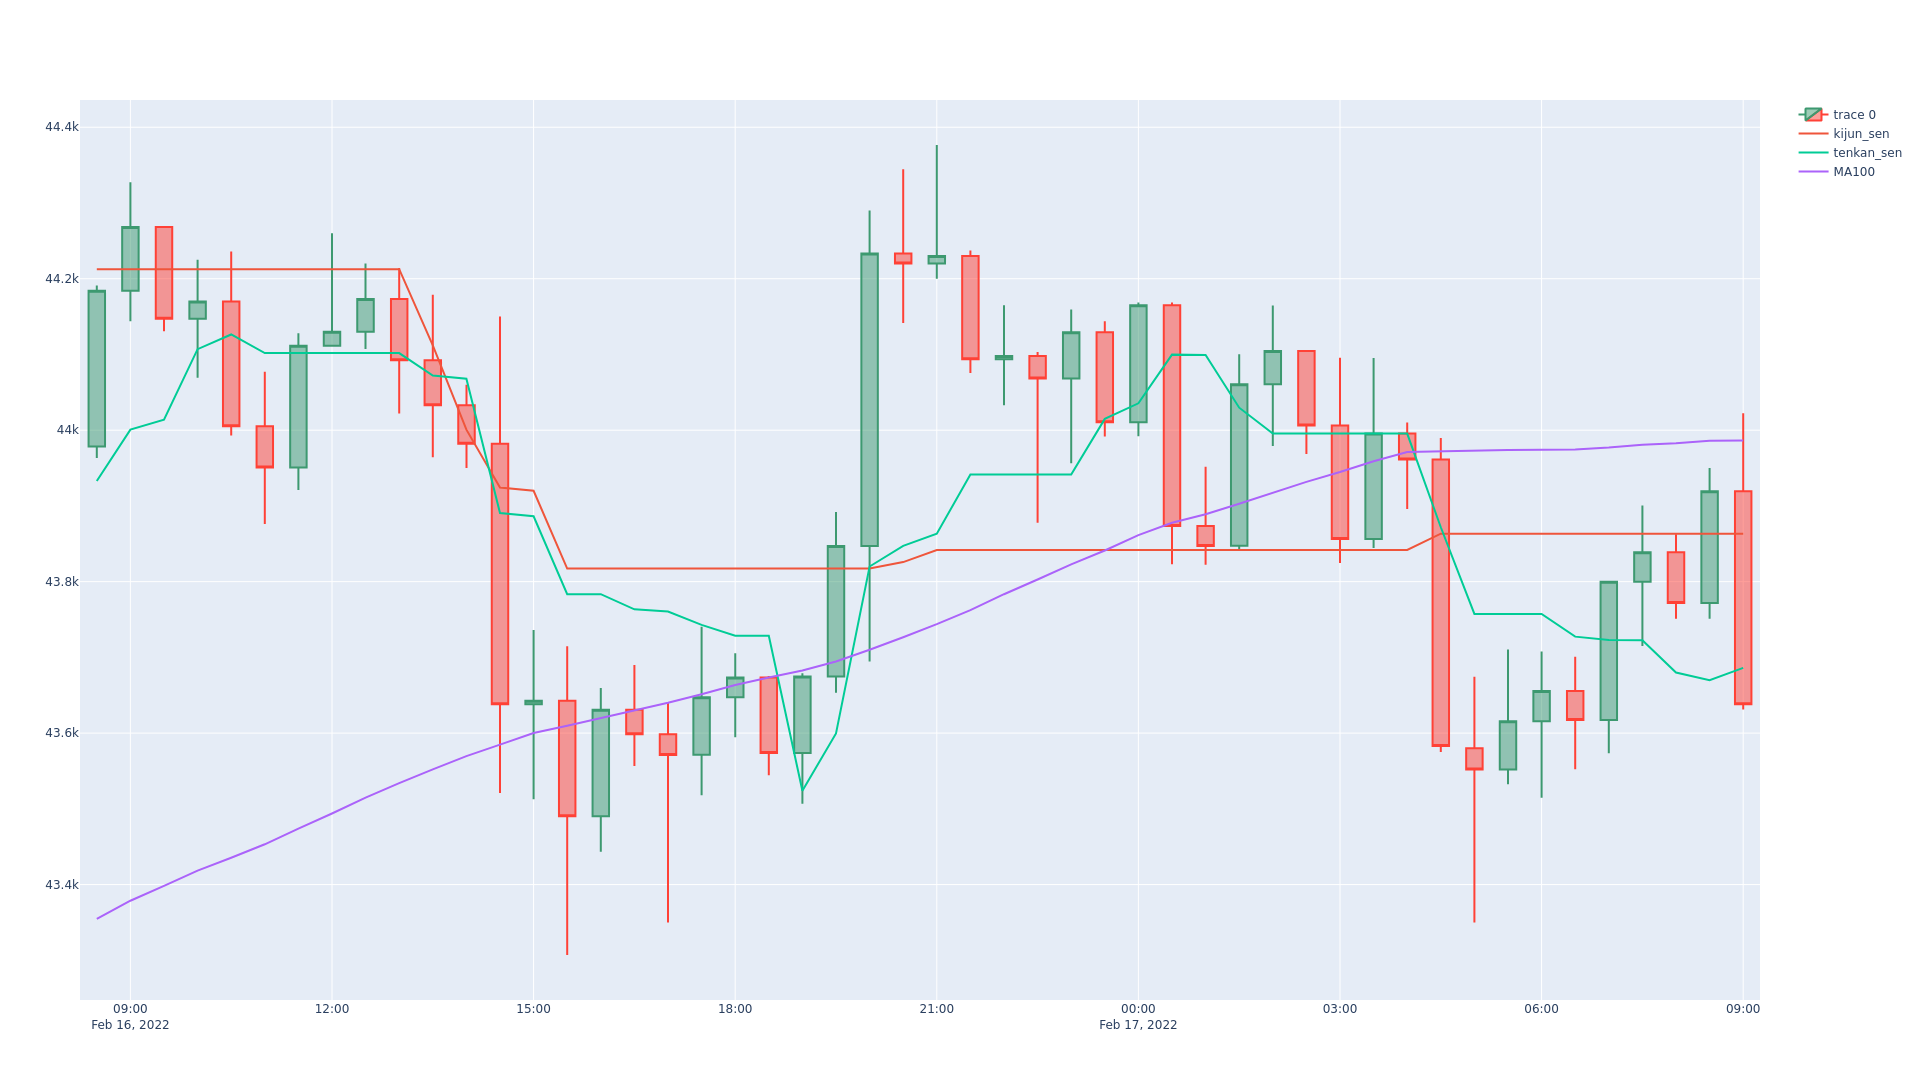 44.4k
44.2k
44k
43.8k
43.6k
43.4k
09:00 12:00 15:00 18:00 21:00 00:00 03:00 06:00 09:00
Feb 16, 2022 Feb 17, 2022
trace 0
kijun_sen
tenkan_sen
MA100